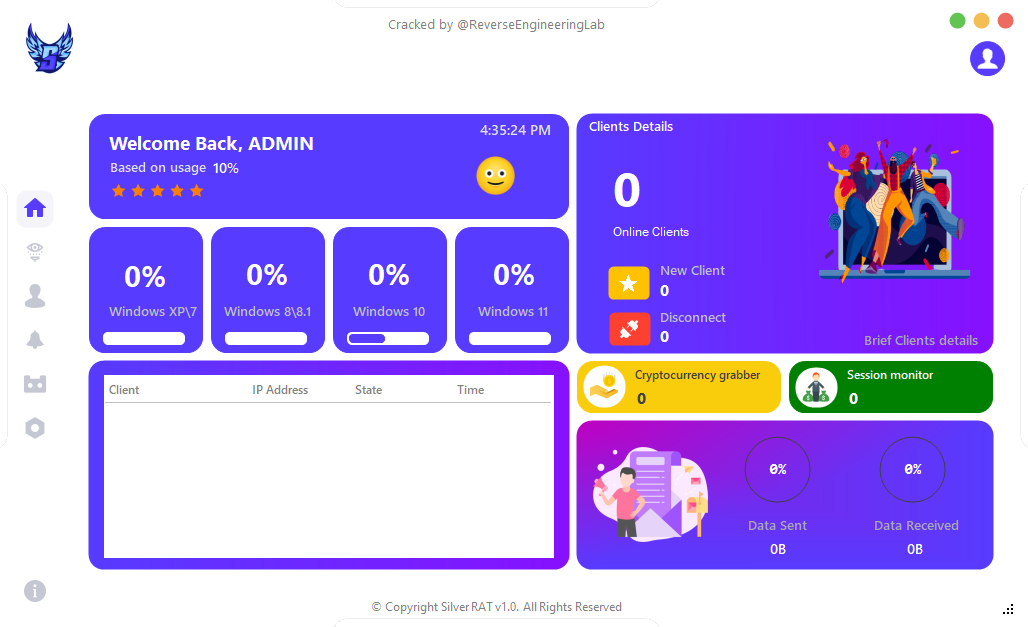 Cracked by @ReverseEngineeringLab
S
Welcome Back, ADMIN
4:35:24 PM
Based on usage 10%
0%
Windows XP\7
0%
Windows 8\8.1
0%
Windows 10
0%
Windows 11
Client IP Address State Time
Clients Details
0
Online Clients
New Client
0
Disconnect
0
Brief Clients details
Cryptocurrency grabber
0
Session monitor
0
0%
Data Sent
0B
0%
Data Received
0B
© Copyright Silver RAT v1.0. All Rights Reserved